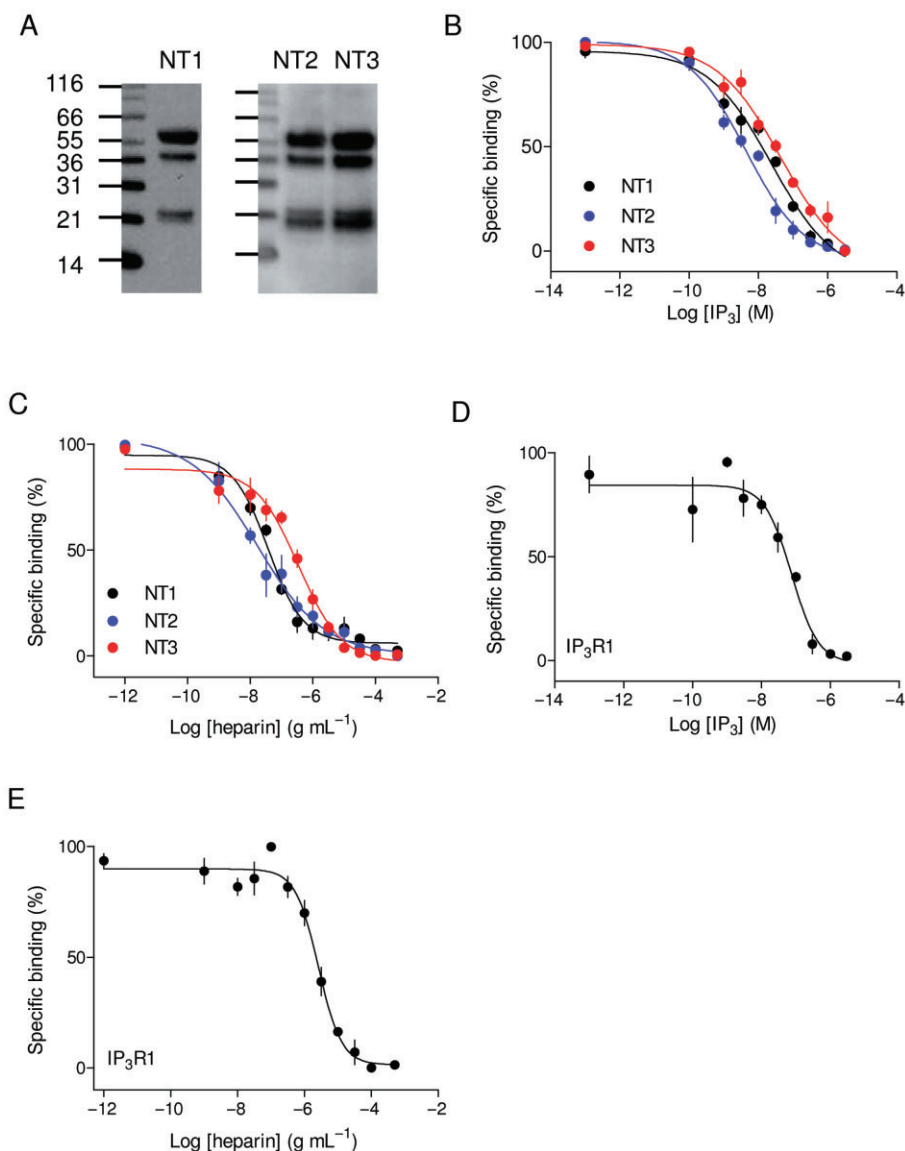 A
NT1
NT2 NT3
116
66
55
36
31
21
14
B
Specific binding (%)
100
50
0
NT1
NT2
NT3
−14 −12 −10 −8 −6 −4
Log [IP₃] (M)
C
Specific binding (%)
100
50
0
NT1
NT2
NT3
−12 −10 −8 −6 −4 −2
Log [heparin] (g mL⁻¹)
D
Specific binding (%)
100
50
0
IP₃R1
−14 −12 −10 −8 −6 −4
Log [IP₃] (M)
E
Specific binding (%)
100
50
0
IP₃R1
−12 −10 −8 −6 −4 −2
Log [heparin] (g mL⁻¹)